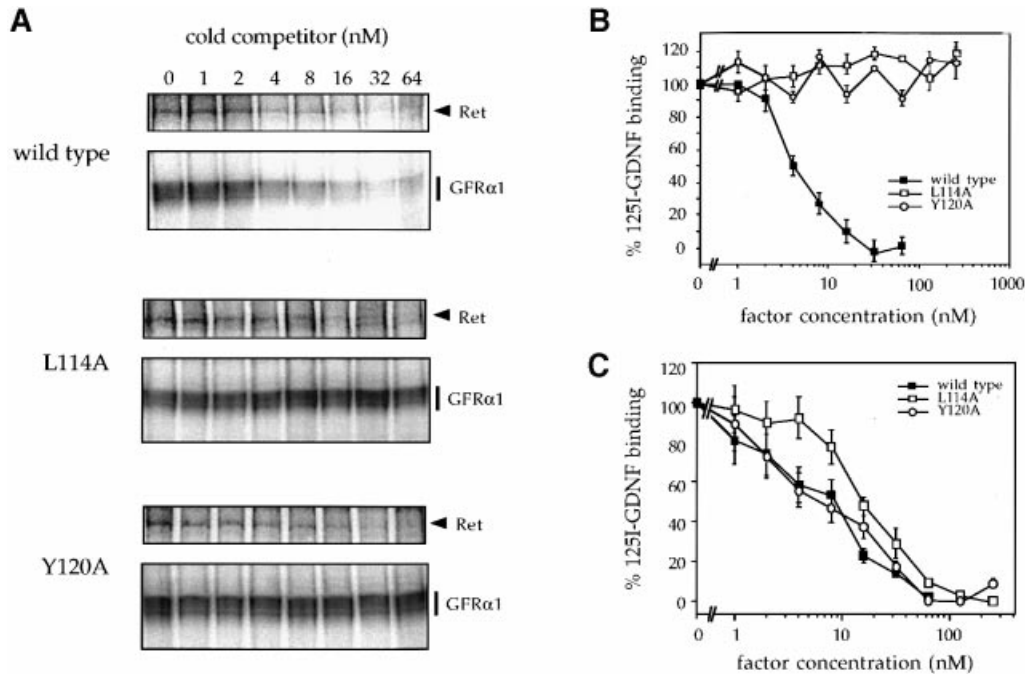 A
cold competitor (nM)
0 1 2 4 8 16 32 64
Ret
wild type
GFRα1
Ret
L114A
GFRα1
Ret
Y120A
GFRα1
B
120
100
80
60
40
20
0
% 125I-GDNF binding
wild type
L114A
Y120A
0 1 10 100 1000
factor concentration (nM)
C
120
100
80
60
40
20
0
% 125I-GDNF binding
wild type
L114A
Y120A
0 1 10 100
factor concentration (nM)